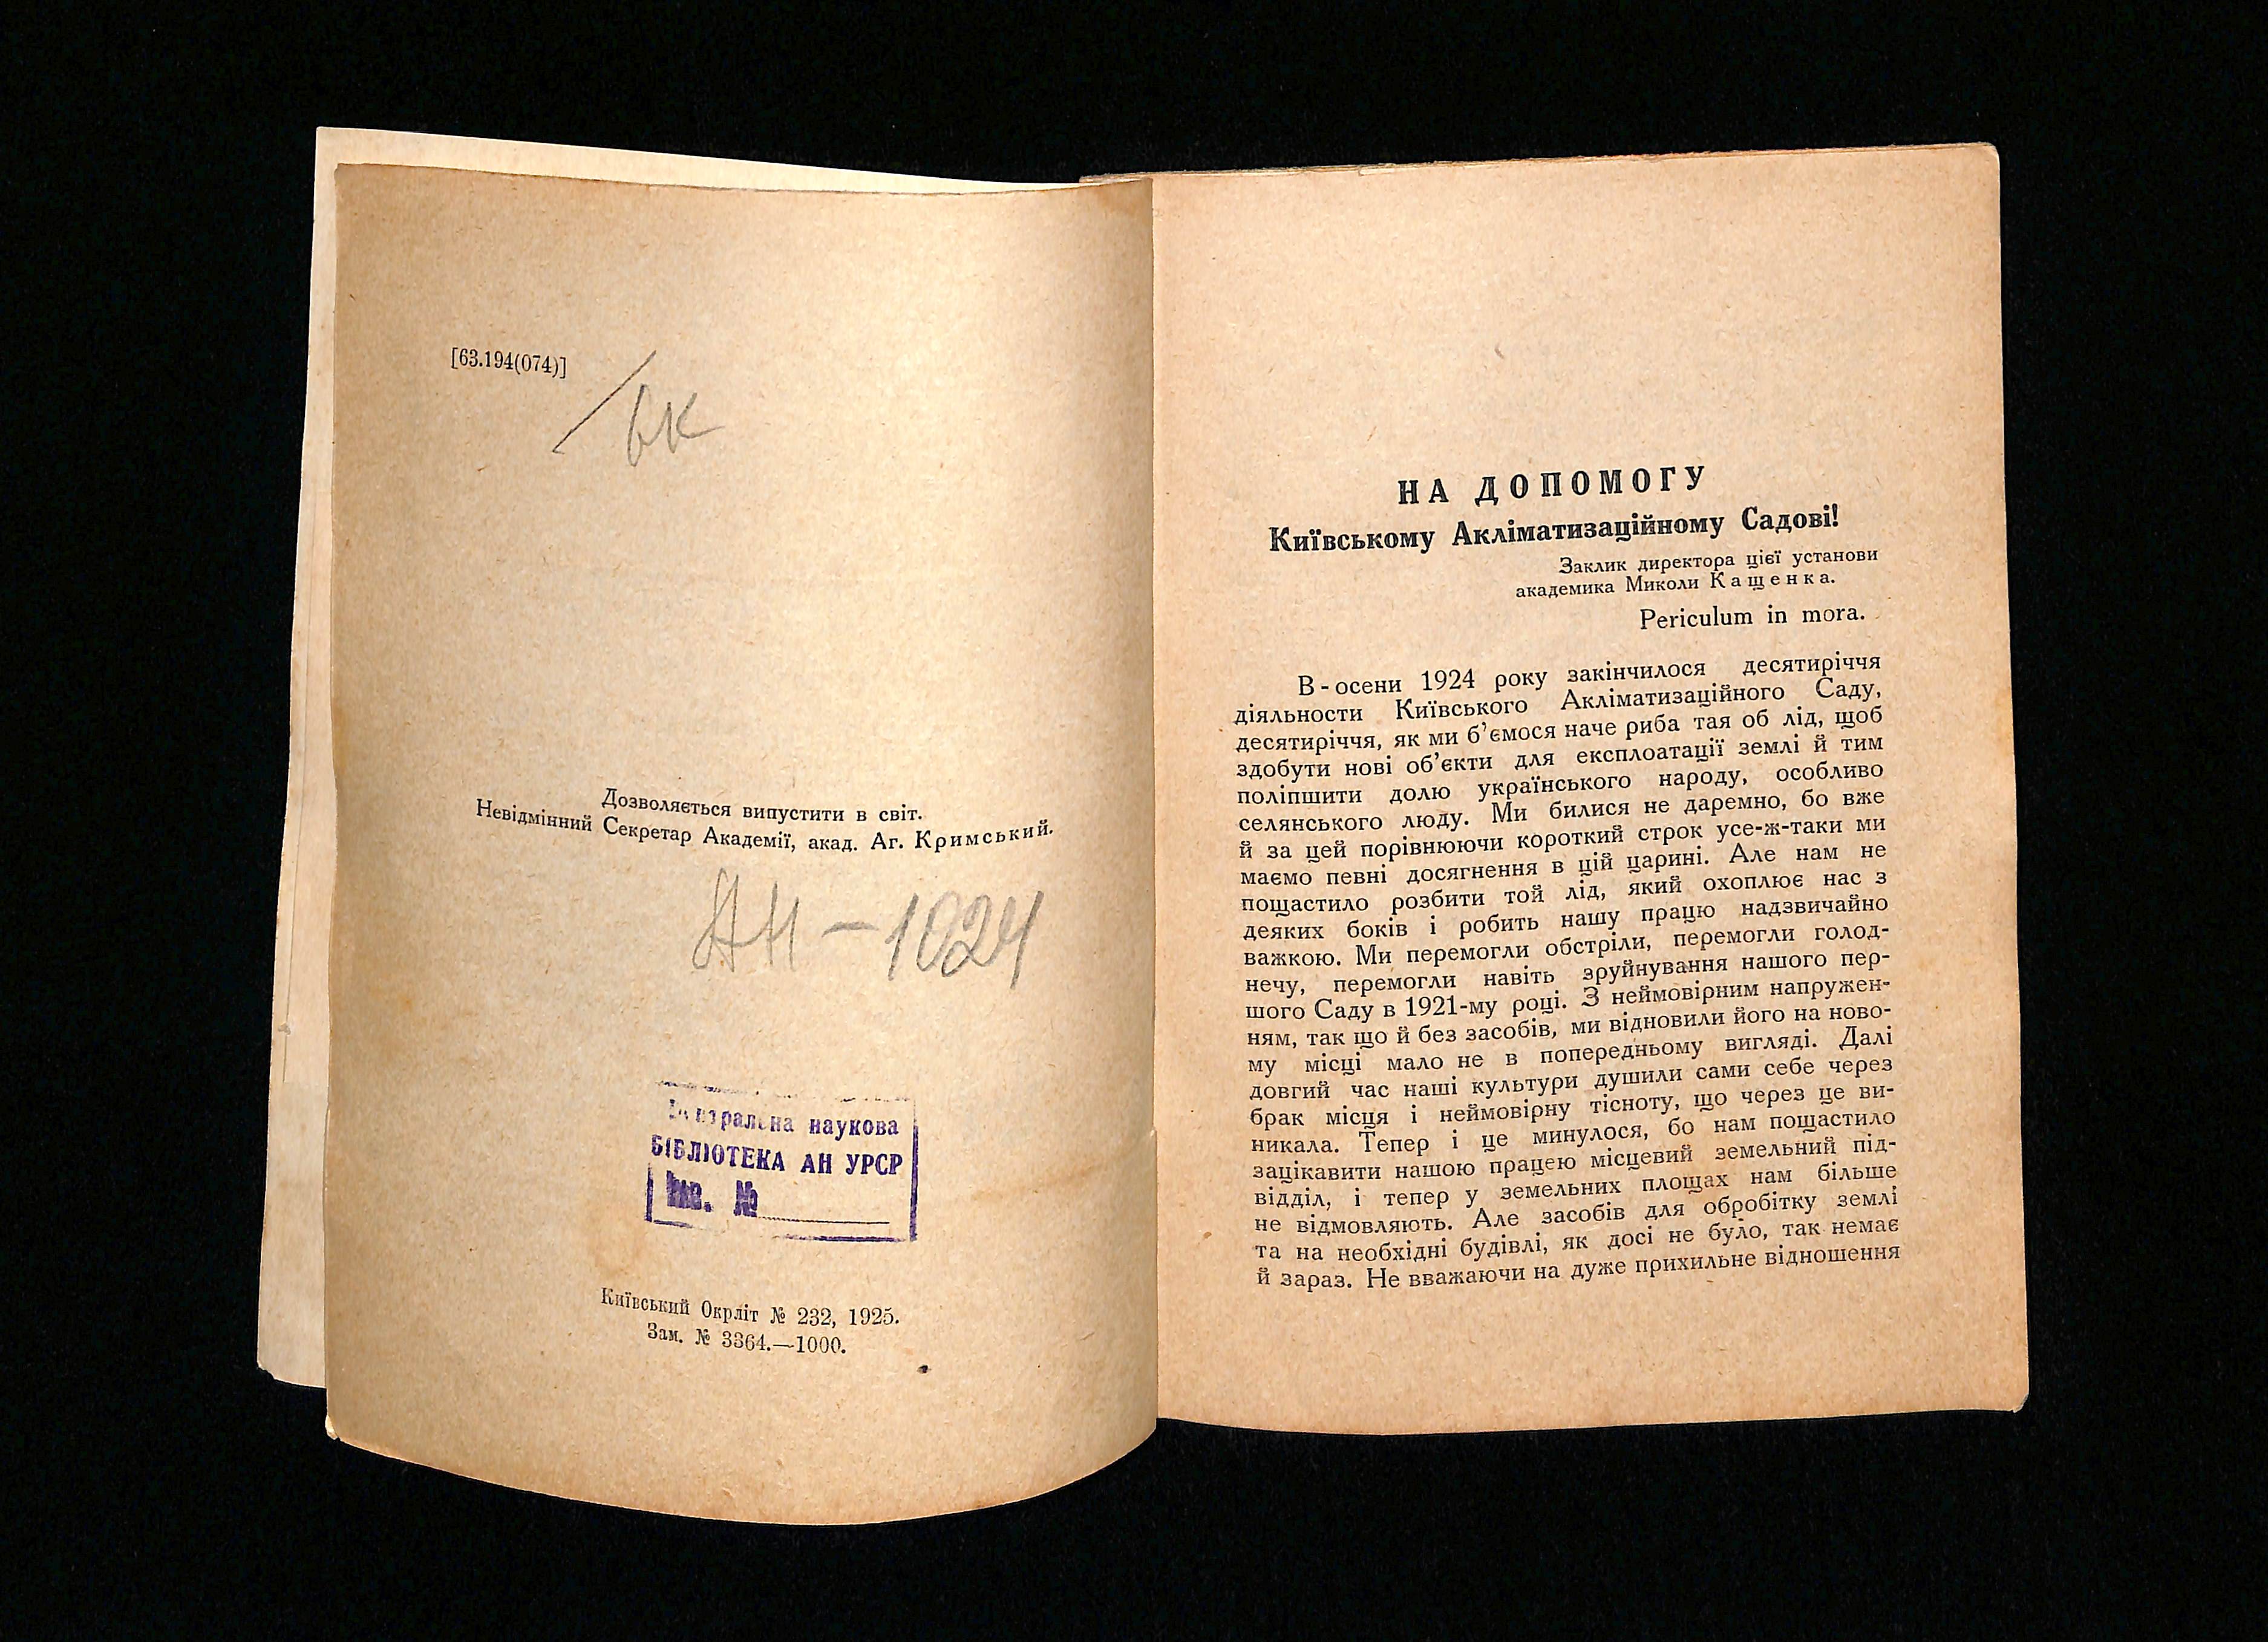 [63.194(074)]
Дозволяється випустити в світ.
Невідмінний Секретар Академії, акад. Аг. Кримський.
АН – 1024
Центральна наукова
БІБЛІОТЕКА АН УРСР
Інв. №
Київський Окрліт № 232, 1925.
Зам. № 3364.—1000.
НА ДОПОМОГУ
Київському Акліматизаційному Садові!
Заклик директора цієї установи
академика Миколи Кащенка.
Periculum in mora.
В-осени 1924 року закінчилося десятиріччя
діяльности Київського Акліматизаційного Саду,
десятиріччя, як ми б’ємося наче риба тая об лід, щоб
здобути нові об’єкти для експлоатації землі й тим
поліпшити долю українського народу, особливо
селянського люду. Ми билися не даремно, бо вже
й за цей порівнюючи короткий строк усе-ж-таки ми
маємо певні досягнення в цій царині. Але нам не
пощастило розбити той лід, який охоплює нас з
деяких боків і робить нашу працю надзвичайно
важкою. Ми перемогли обстріли, перемогли голод-
нечу, перемогли навіть зруйнування нашого пер-
шого Саду в 1921-му році. З неймовірним напружен-
ням, так що й без засобів, ми відновили його на ново-
му місці мало не в попередньому вигляді. Далі
довгий час наші культури душили сами себе через
брак місця і неймовірну тісноту, що через це ви-
никала. Тепер і це минулося, бо нам пощастило
зацікавити нашою працею місцевий земельний під-
відділ, і тепер у земельних площах нам більше
не відмовляють. Але засобів для обробітку землі
та на необхідні будівлі, як досі не було, так немає
й зараз. Не вважаючи на дуже прихильне відношення